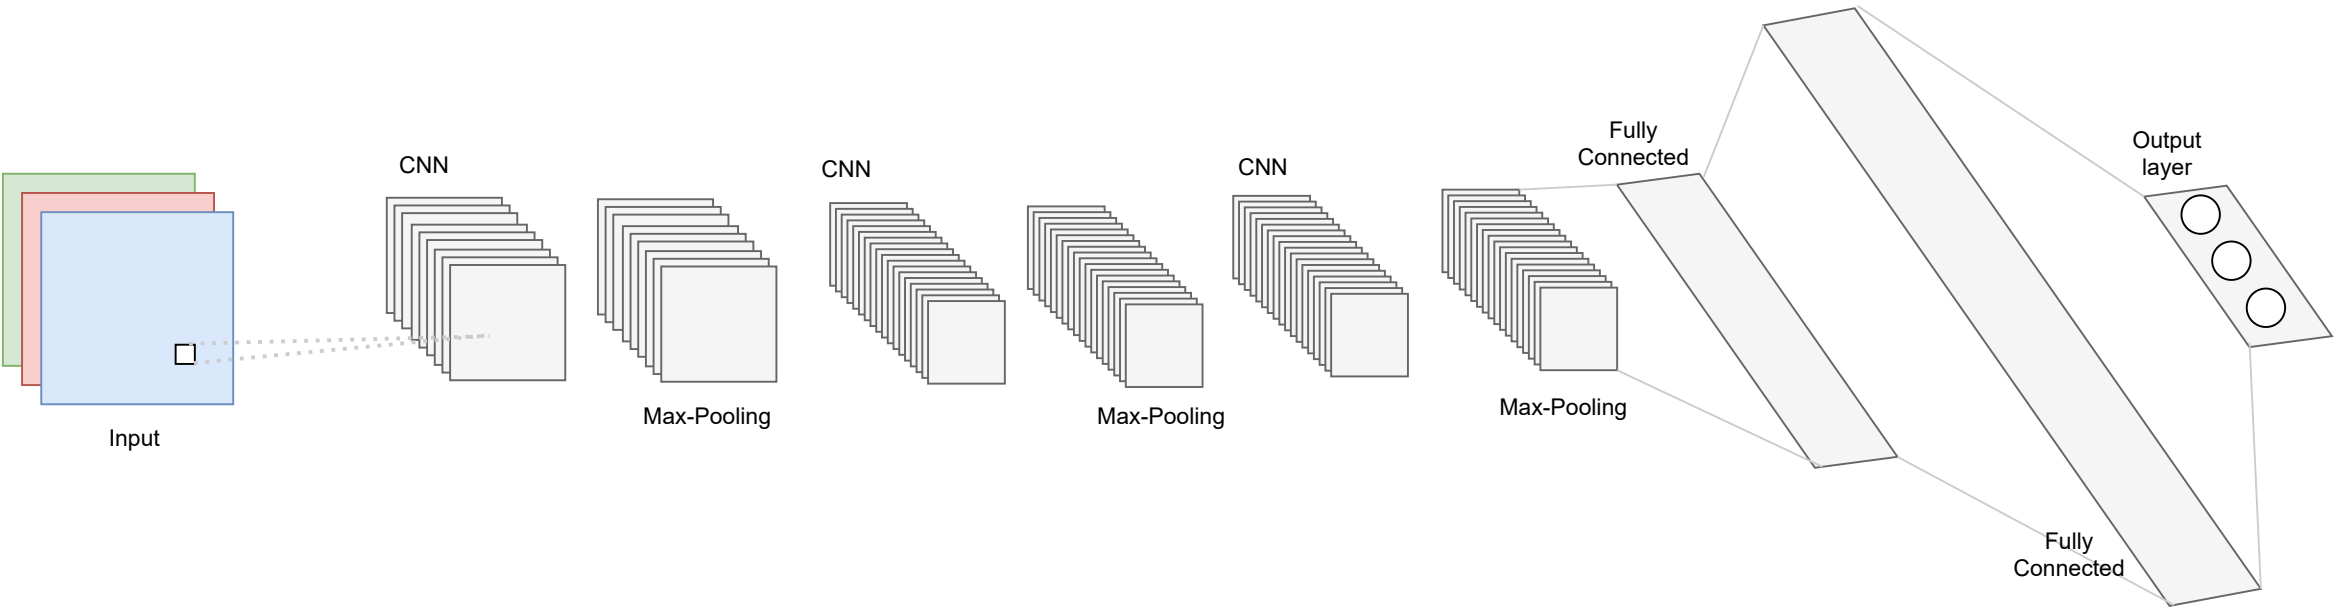 Input
CNN
Max-Pooling
CNN
Max-Pooling
CNN
Max-Pooling
Fully
Connected
Fully
Connected
Output
layer